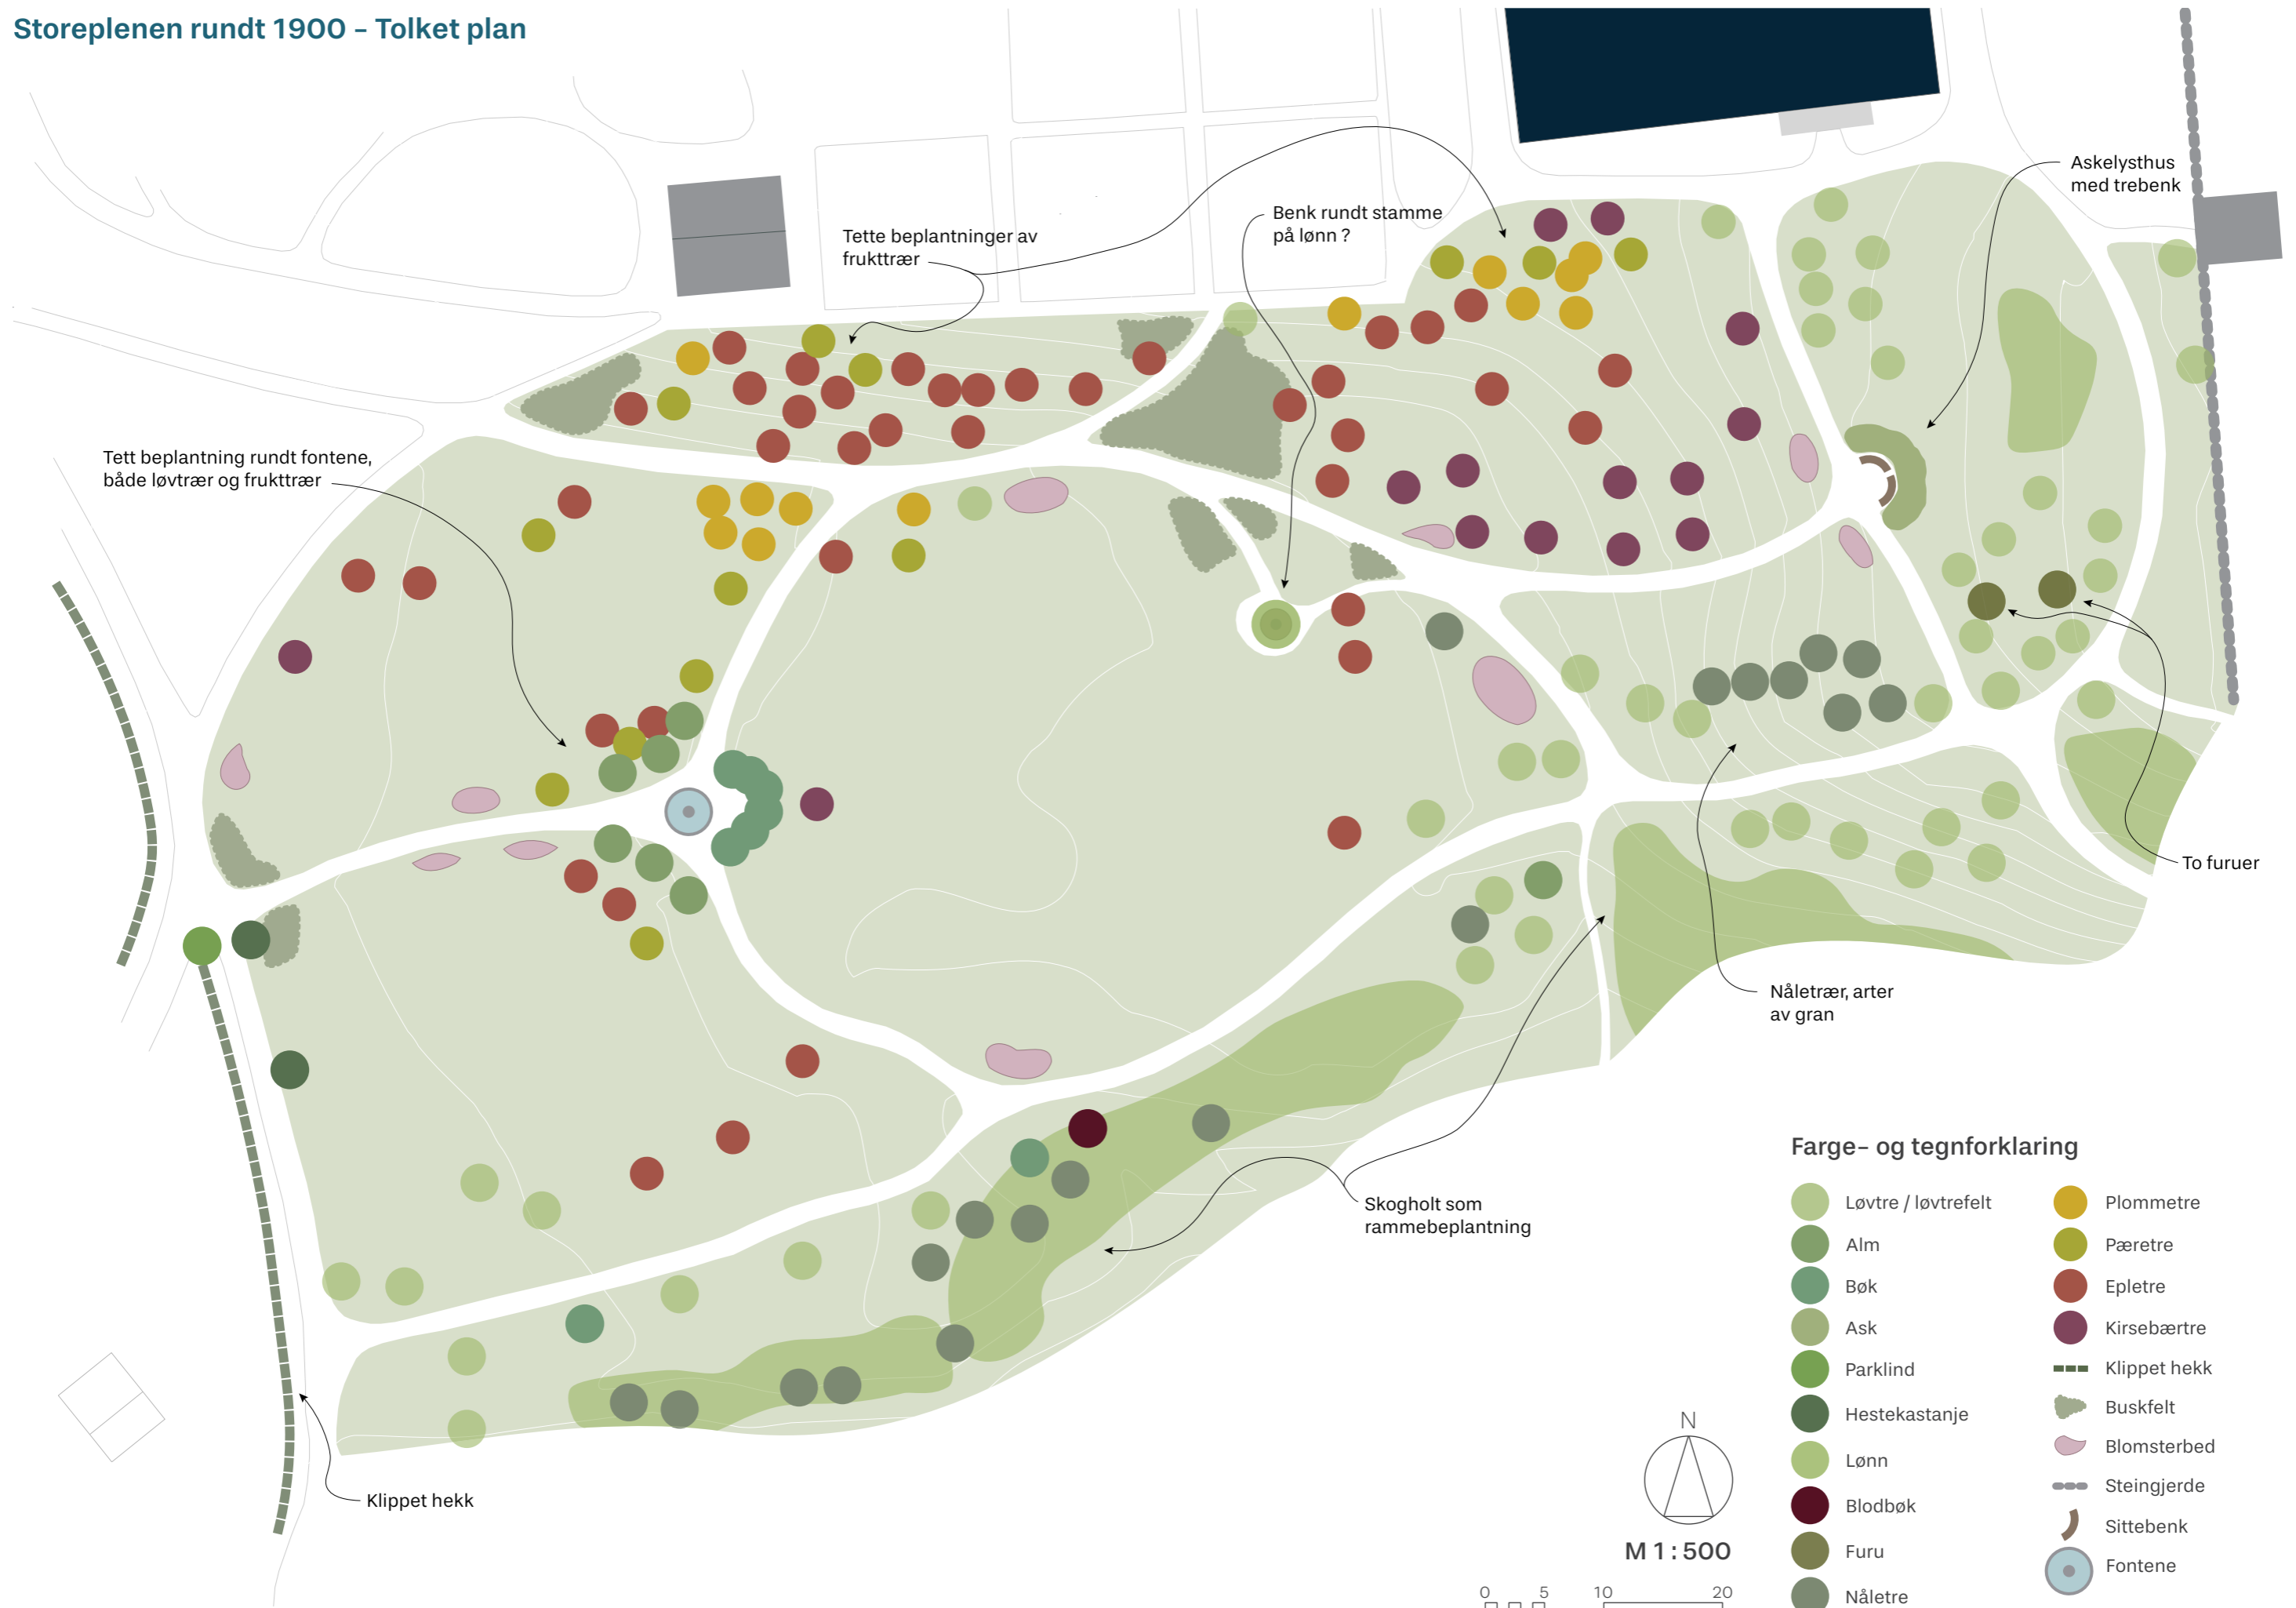 Storeplenen rundt 1900 – Tolket plan
Askelysthus
med trebenk
Benk rundt stamme
på lønn ?
Tette beplantninger av
frukttrær
Tett beplantning rundt fontene,
både løvtrær og frukttrær
To furuer
Nåletrær, arter
av gran
Skogholt som
rammebeplantning
Klippet hekk
Farge- og tegnforklaring
Løvtre / løvtrefelt
Alm
Bøk
Ask
Parklind
Hestekastanje
Lønn
Blodbøk
Furu
Nåletre
Plommetre
Pæretre
Epletre
Kirsebærtre
Klippet hekk
Buskfelt
Blomsterbed
Steingjerde
Sittebenk
Fontene
N
M 1 : 500
0 5 10 20